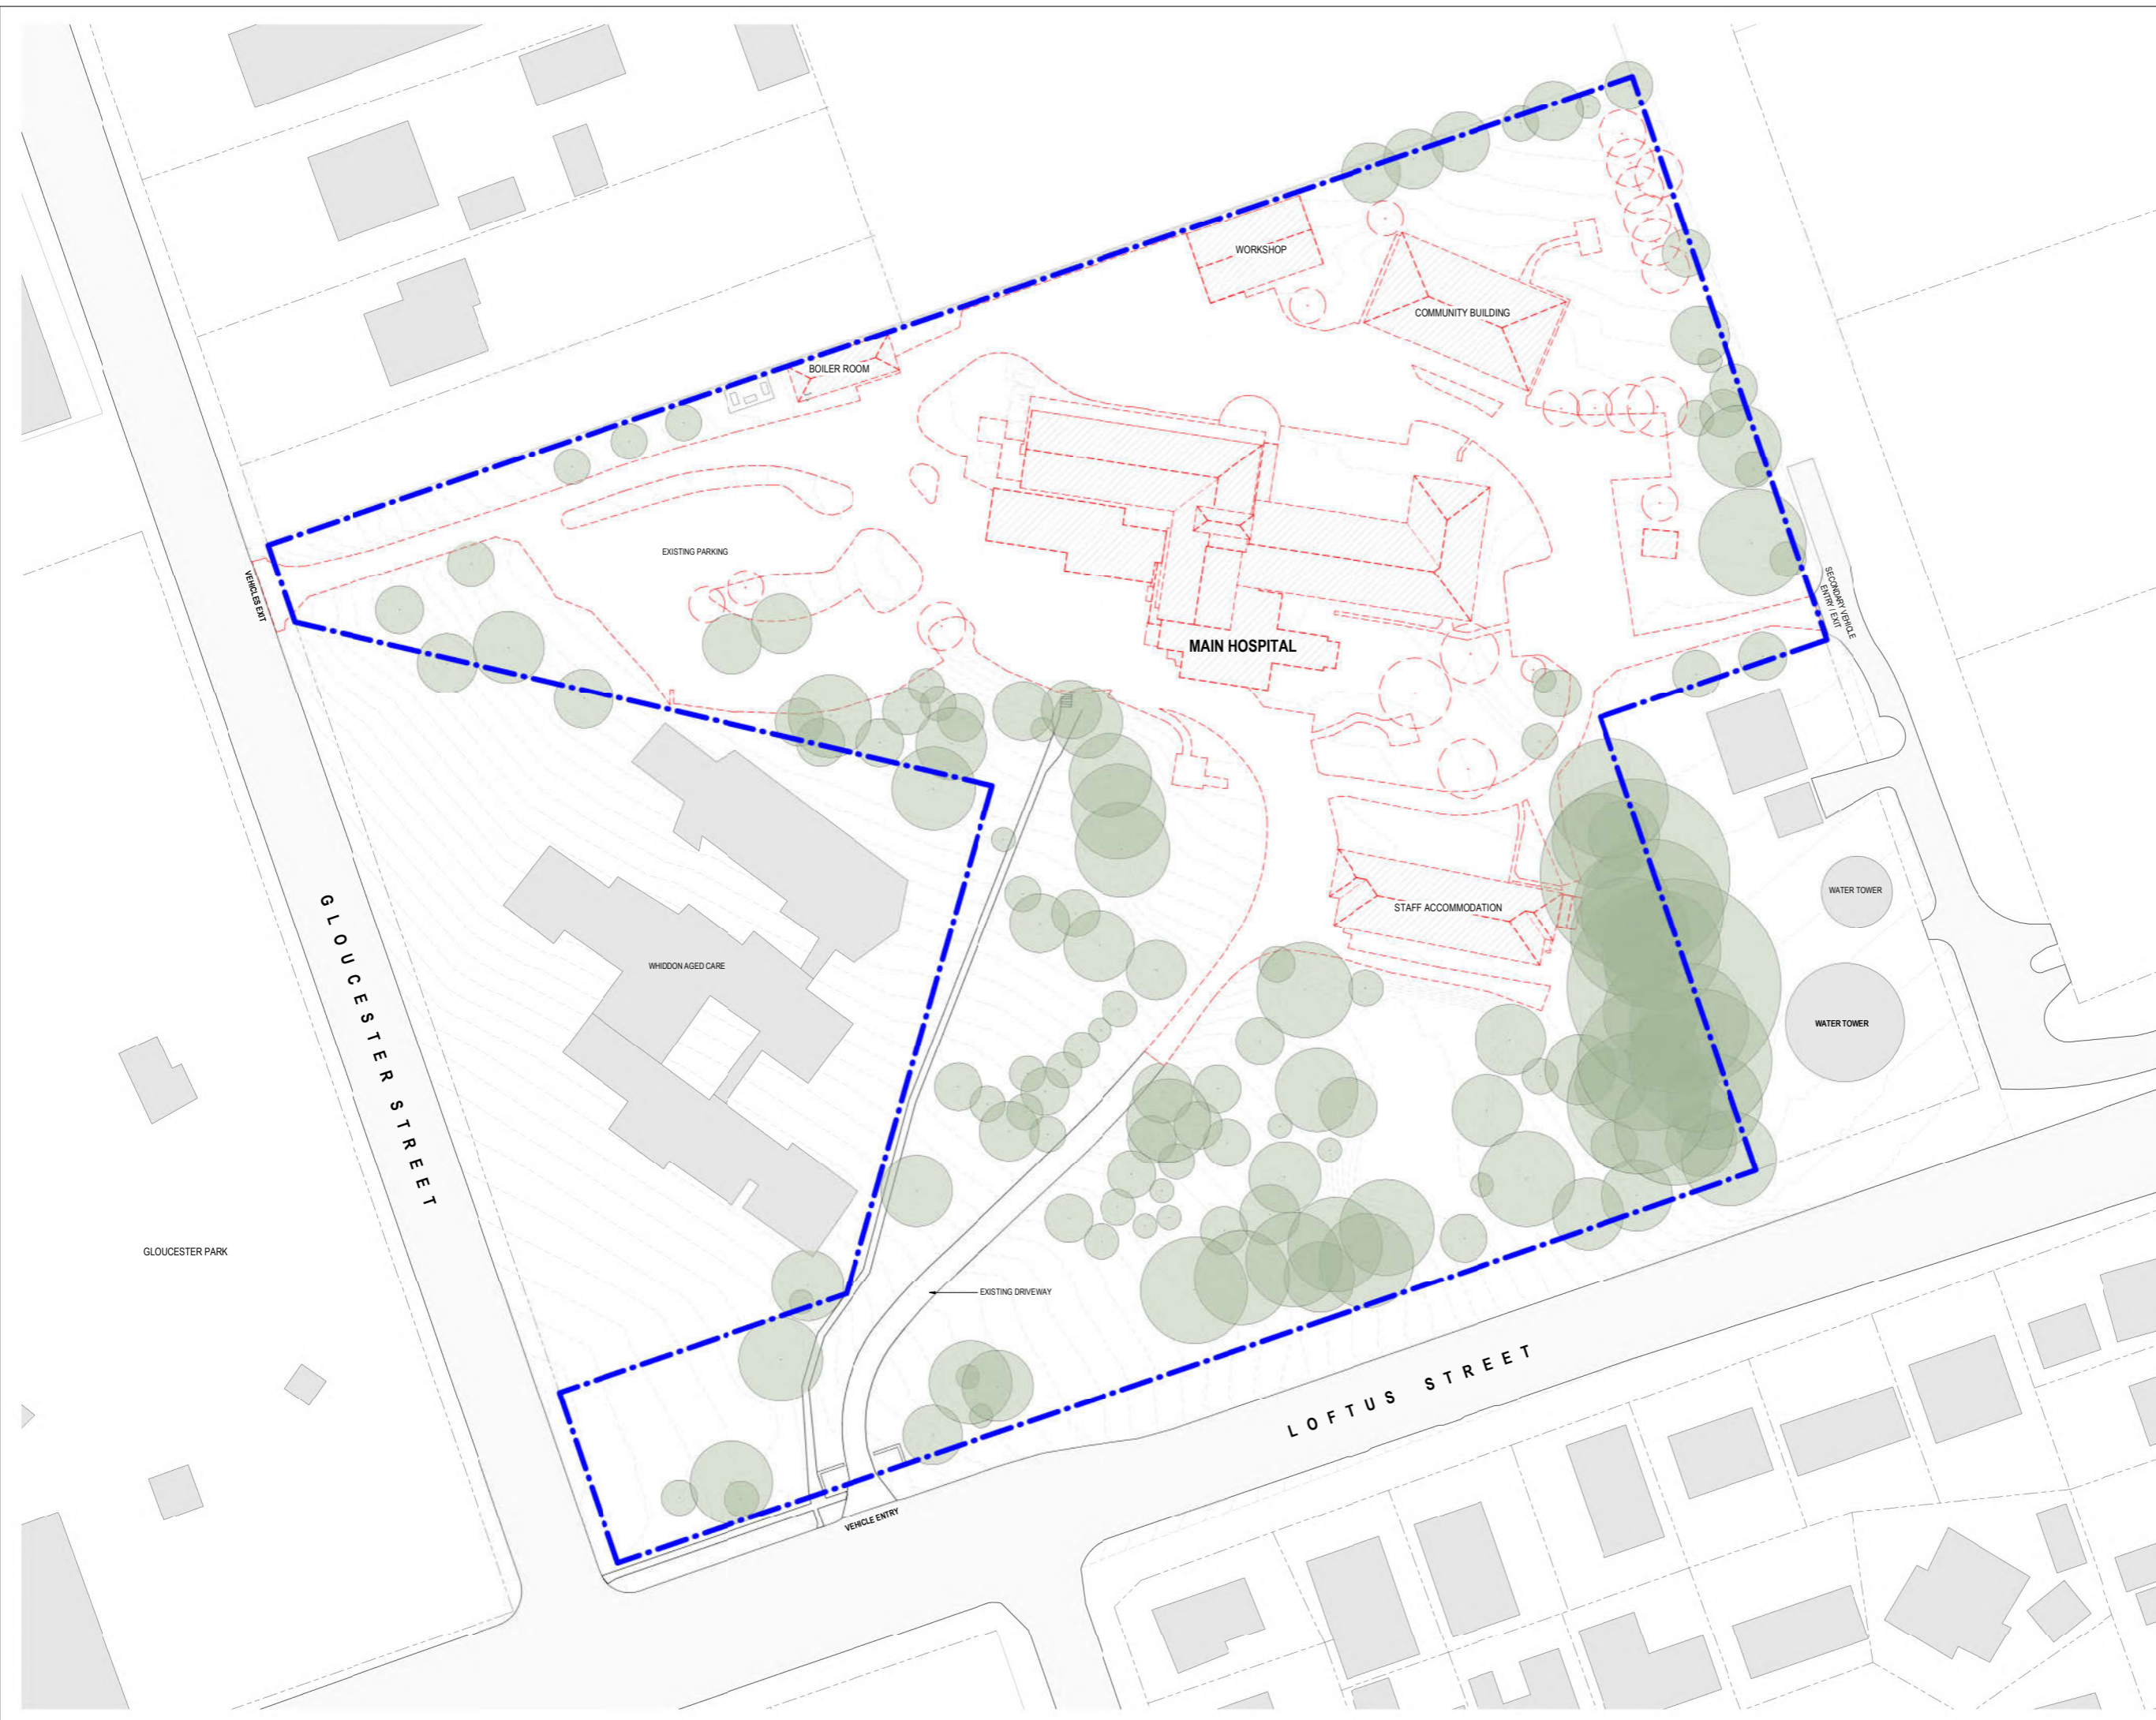 WORKSHOP
COMMUNITY BUILDING
BOILER ROOM
EXISTING PARKING
VEHICLES EXIT
SECONDARY VEHICLE
ENTRY / EXIT
MAIN HOSPITAL
WATER TOWER
STAFF ACCOMMODATION
GLOUCESTER STREET
WHIDDON AGED CARE
WATER TOWER
GLOUCESTER PARK
EXISTING DRIVEWAY
LOFTUS STREET
VEHICLE ENTRY